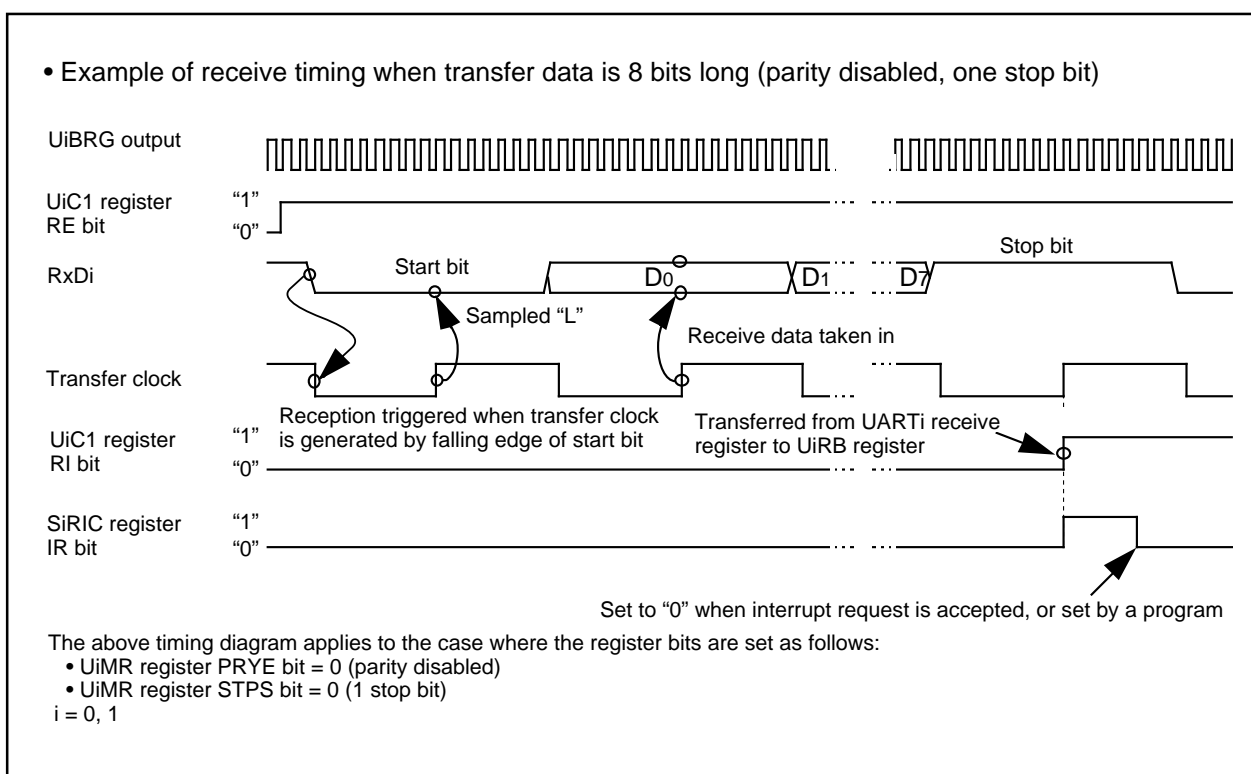 • Example of receive timing when transfer data is 8 bits long (parity disabled, one stop bit)
UiBRG output
UiC1 register
RE bit
“1”
“0”
RxDi
Start bit
D0
D1
D7
Stop bit
Sampled “L”
Receive data taken in
Transfer clock
Reception triggered when transfer clock
is generated by falling edge of start bit
Transferred from UARTi receive
register to UiRB register
UiC1 register
RI bit
“1”
“0”
SiRIC register
IR bit
“1”
“0”
Set to “0” when interrupt request is accepted, or set by a program
The above timing diagram applies to the case where the register bits are set as follows:
• UiMR register PRYE bit = 0 (parity disabled)
• UiMR register STPS bit = 0 (1 stop bit)
i = 0, 1